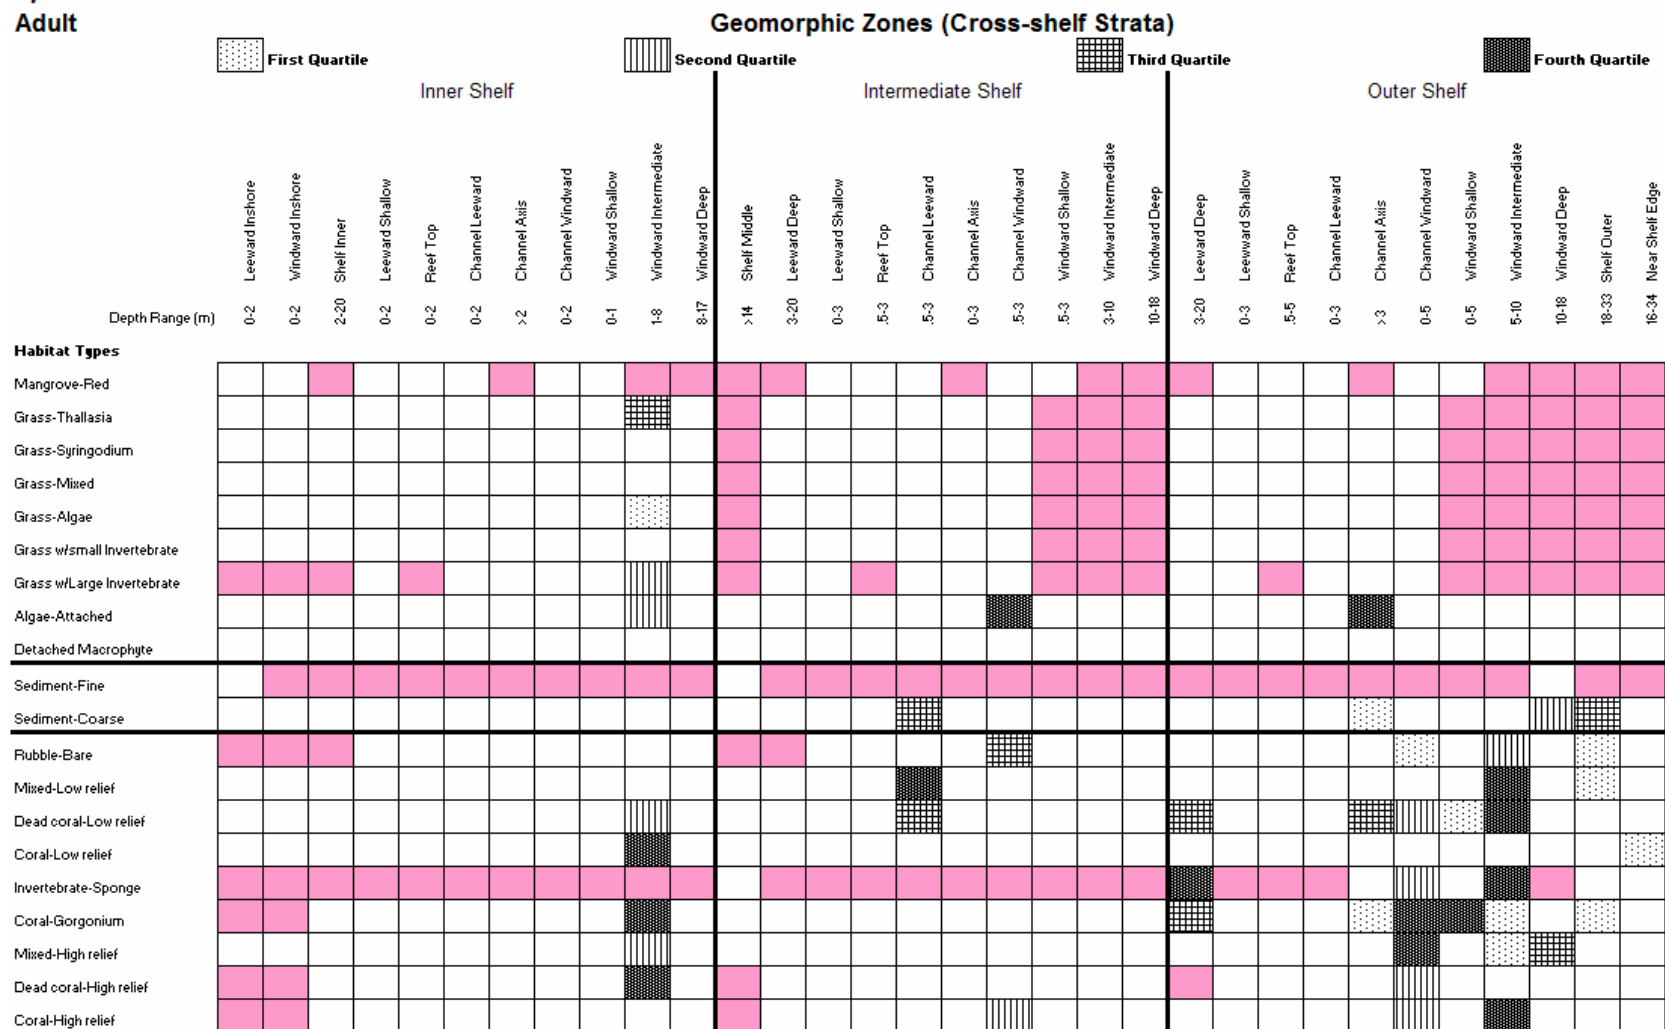 Adult
Geomorphic Zones (Cross-shelf Strata)
First Quartile
Second Quartile
Third Quartile
Fourth Quartile
Inner Shelf
Intermediate Shelf
Outer Shelf
Leeward Inshore
Windward Inshore
Shelf Inner
Leeward Shallow
Reef Top
Channel Leeward
Channel Axis
Channel Windward
Windward Shallow
Windward Intermediate
Windward Deep
Shelf Middle
Leeward Deep
Leeward Shallow
Reef Top
Channel Leeward
Channel Axis
Channel Windward
Windward Shallow
Windward Intermediate
Windward Deep
Leeward Deep
Leeward Shallow
Reef Top
Channel Leeward
Channel Axis
Channel Windward
Windward Shallow
Windward Intermediate
Windward Deep
Shelf Outer
Near Shelf Edge
Depth Range (m) 0-2 0-2 2-20 0-2 0-2 0-2 >2 0-2 0-1 1-8 8-17 >14 3-20 0-3 .5-3 .5-3 0-3 .5-3 .5-3 3-10 10-18 3-20 0-3 .5-5 0-3 >3 0-5 0-5 5-10 10-18 18-33 16-34
Habitat Types
Mangrove-Red
Grass-Thallasia
Grass-Syringodium
Grass-Mixed
Grass-Algae
Grass w/small Invertebrate
Grass w/Large Invertebrate
Algae-Attached
Detached Macrophyte
Sediment-Fine
Sediment-Coarse
Rubble-Bare
Mixed-Low relief
Dead coral-Low relief
Coral-Low relief
Invertebrate-Sponge
Coral-Gorgonium
Mixed-High relief
Dead coral-High relief
Coral-High relief